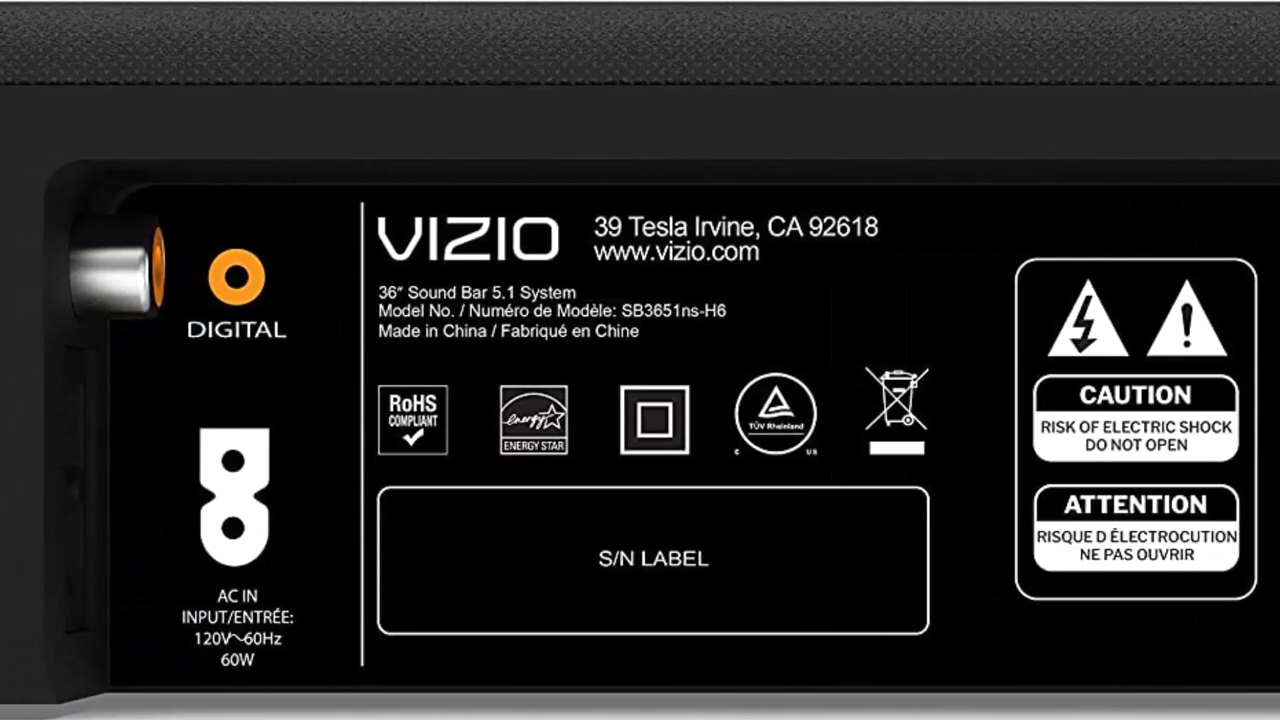 DIGITAL
AC IN
INPUT/ENTRÉE:
120V~60Hz
60W
VIZIO
39 Tesla Irvine, CA 92618
www.vizio.com
36″ Sound Bar 5.1 System
Model No. / Numéro de Modèle: SB3651ns-H6
Made in China / Fabriqué en Chine
RoHS
COMPLIANT
energy
ENERGY STAR
TÜV Rheinland
C US
S/N LABEL
CAUTION
RISK OF ELECTRIC SHOCK
DO NOT OPEN
ATTENTION
RISQUE D ÉLECTROCUTION
NE PAS OUVRIR